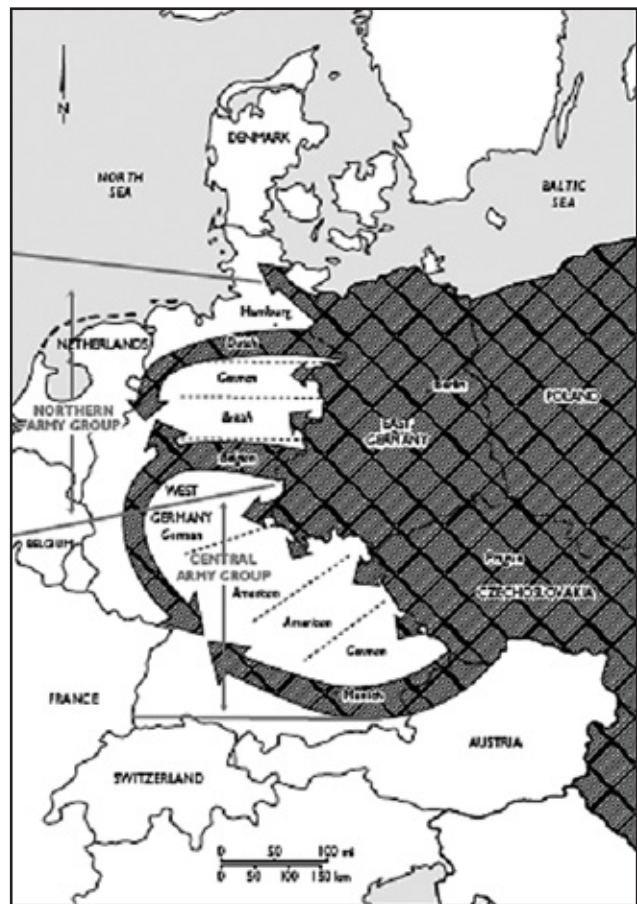 N
DENMARK
NORTH
SEA
BALTIC
SEA
Hamburg
NETHERLANDS
Dutch
German
Berlin
POLAND
NORTHERN
ARMY GROUP
British
EAST
GERMANY
Belgian
WEST
GERMANY
German
BELGIUM
CENTRAL
ARMY GROUP
Prague
CZECHOSLOVAKIA
American
American
German
FRANCE
Munich
AUSTRIA
SWITZERLAND
0 50 100 mi
0 50 100 150 km